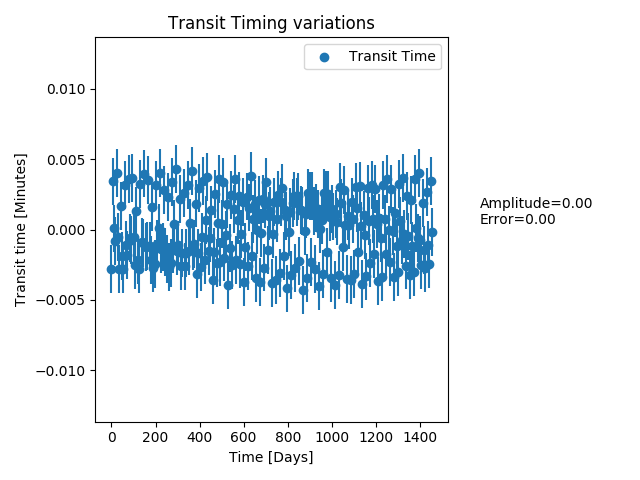 Transit Timing variations
Transit Time
0.010
0.005
0.000
−0.005
−0.010
Transit time [Minutes]
0 200 400 600 800 1000 1200 1400
Time [Days]
Amplitude=0.00
Error=0.00